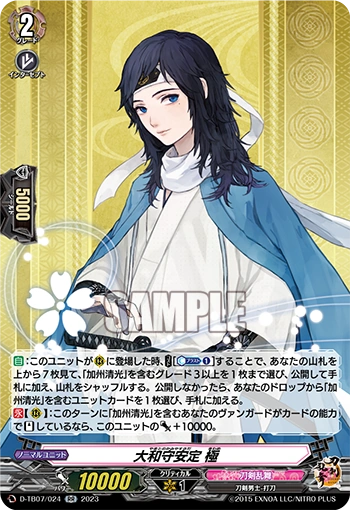 2
グレード
インターセプト
5000
シールド
SAMPLE
自：このユニットがRに登場した時、【コスト】[CB1]することで、あなたの山札を
上から７枚見て、「加州清光」を含むグレード３以上を１枚まで選び、公開して手
札に加え、山札をシャッフルする。公開しなかったら、あなたのドロップから「加州
清光」を含むユニットカードを１枚選び、手札に加える。
永【R】：このターンに「加州清光」を含むあなたのヴァンガードがカードの能力
でスタンドしているなら、このユニットのパワー＋10000。
ノーマルユニット
大和守安定 極
パワー
10000
クリティカル
1
刀剣乱舞
刀剣男士・打刀
D-TB07/024 RR 2023
©2015 EXNOA LLC/NITRO PLUS